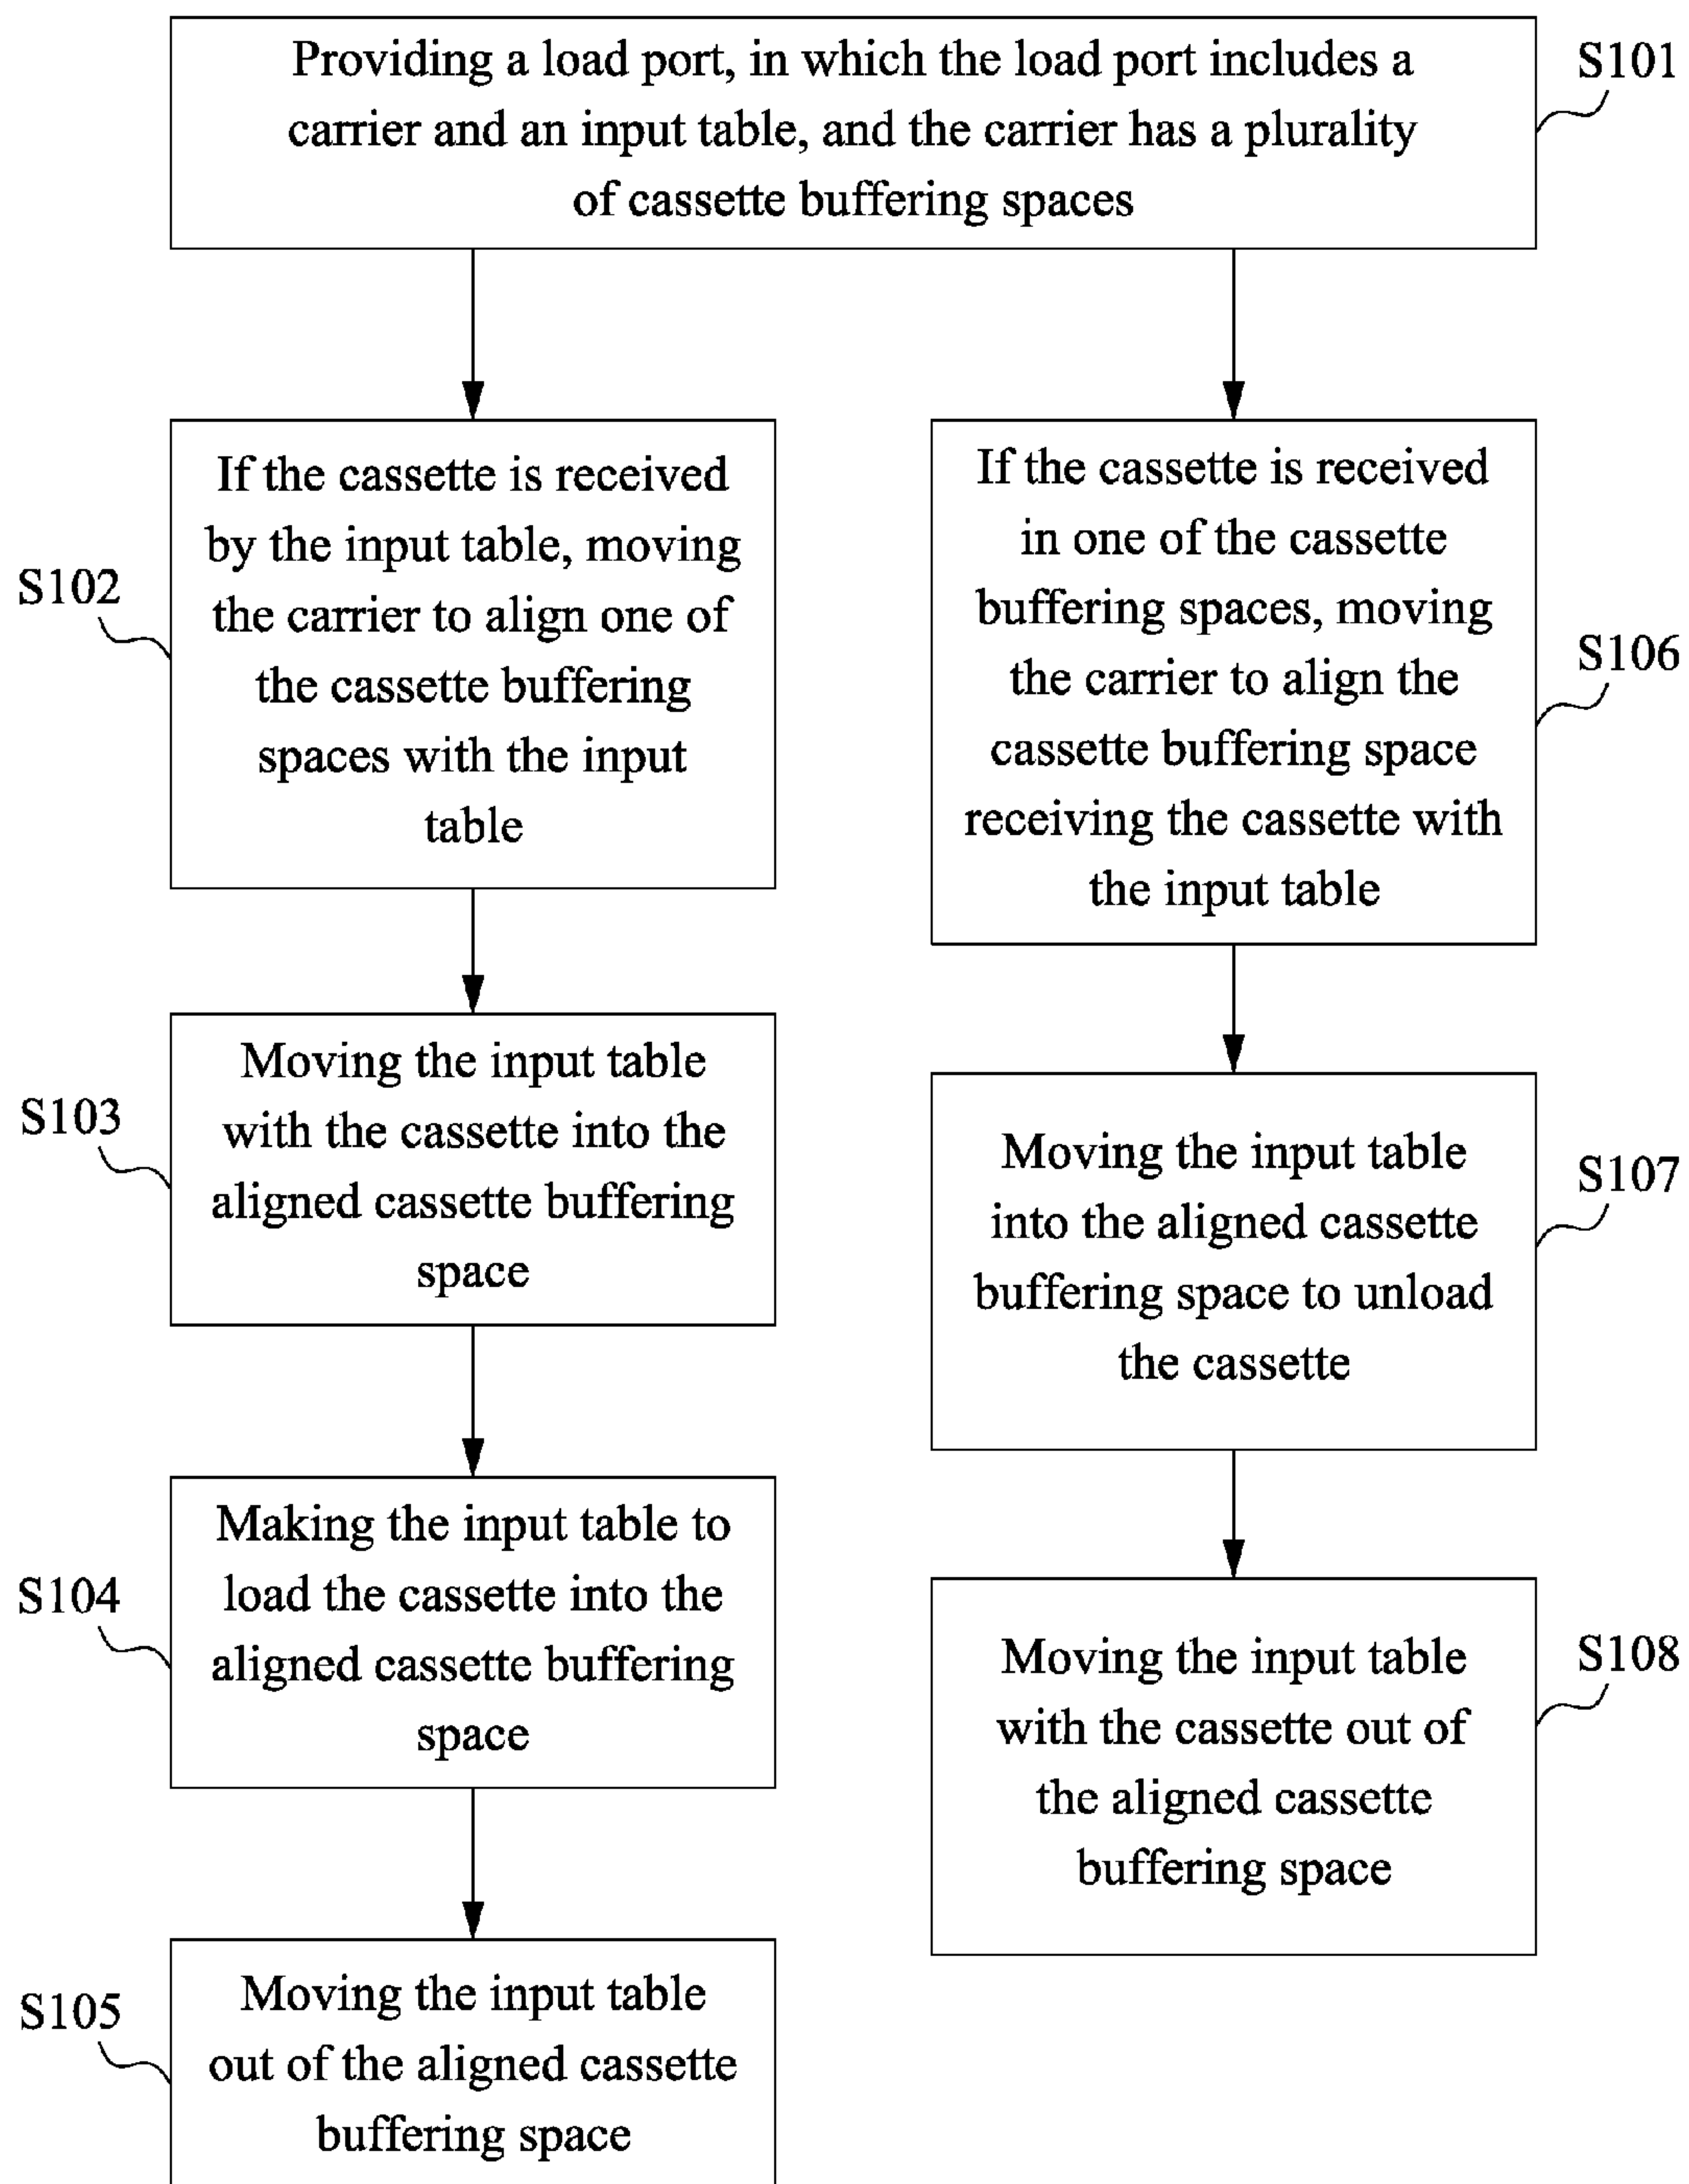 Providing a load port, in which the load port includes a
carrier and an input table, and the carrier has a plurality
of cassette buffering spaces
S101
If the cassette is received
by the input table, moving
the carrier to align one of
the cassette buffering
spaces with the input
table
S102
Moving the input table
with the cassette into the
aligned cassette buffering
space
S103
Making the input table to
load the cassette into the
aligned cassette buffering
space
S104
Moving the input table
out of the aligned cassette
buffering space
S105
If the cassette is received
in one of the cassette
buffering spaces, moving
the carrier to align the
cassette buffering space
receiving the cassette with
the input table
S106
Moving the input table
into the aligned cassette
buffering space to unload
the cassette
S107
Moving the input table
with the cassette out of
the aligned cassette
buffering space
S108